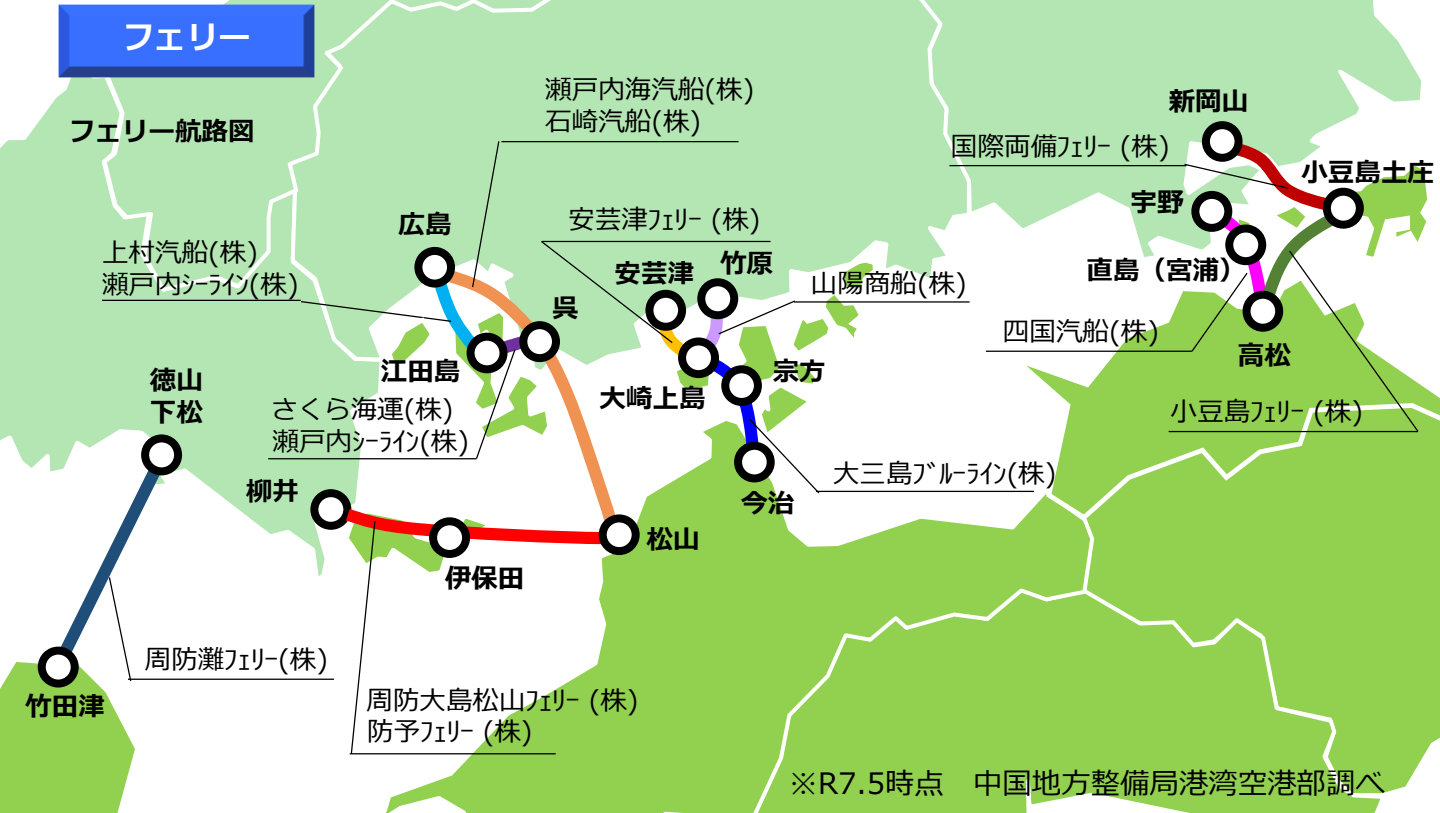 フェリー
フェリー航路図
瀬戸内海汽船(株)
石崎汽船(株)
新岡山
国際両備ﾌｪﾘｰ (株)
小豆島土庄
宇野
広島
安芸津ﾌｪﾘｰ (株)
上村汽船(株)
瀬戸内ｼｰﾗｲﾝ(株)
安芸津
竹原
山陽商船(株)
直島（宮浦）
呉
四国汽船(株)
高松
江田島
宗方
大崎上島
徳山
下松
さくら海運(株)
瀬戸内ｼｰﾗｲﾝ(株)
小豆島ﾌｪﾘｰ (株)
大三島ﾌﾞﾙｰﾗｲﾝ(株)
今治
柳井
松山
伊保田
周防灘ﾌｪﾘｰ(株)
竹田津
周防大島松山ﾌｪﾘｰ (株)
防予ﾌｪﾘｰ (株)
※R7.5時点　中国地方整備局港湾空港部調べ